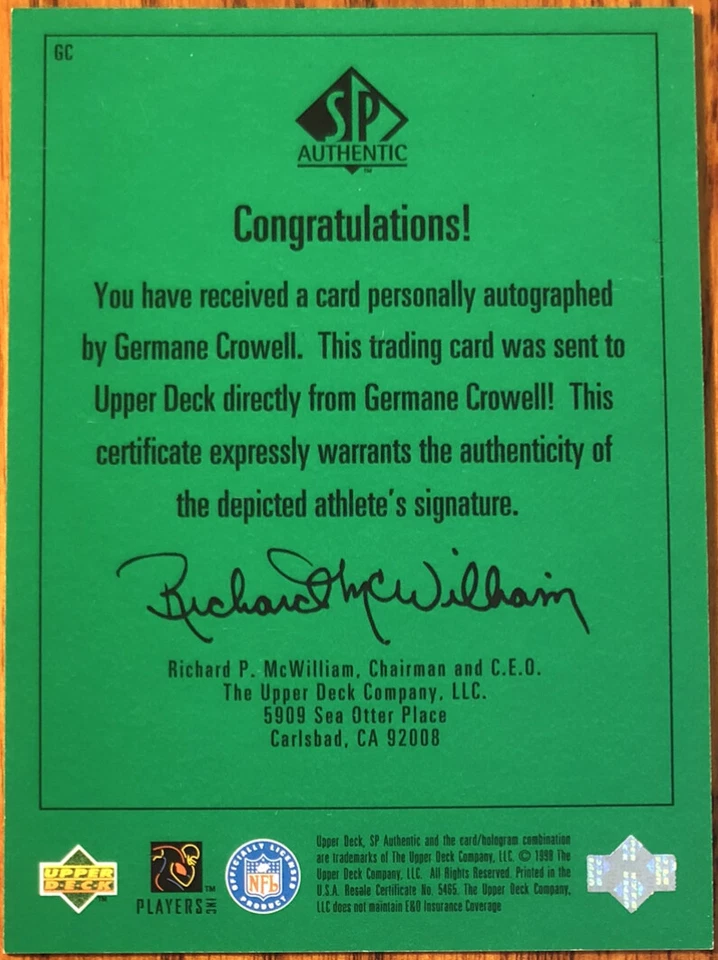 GC
SP
AUTHENTIC
™
Congratulations!
You have received a card personally autographed
by Germane Crowell. This trading card was sent to
Upper Deck directly from Germane Crowell! This
certificate expressly warrants the authenticity of
the depicted athlete's signature.
Richard McWilliam
Richard P. McWilliam, Chairman and C.E.O.
The Upper Deck Company, LLC.
5909 Sea Otter Place
Carlsbad, CA 92008
UPPER
D·E·C·K
™
PLAYERS INC
™
OFFICIALLY LICENSED
NFL
PRODUCT
Upper Deck, SP Authentic and the card/hologram combination
are trademarks of The Upper Deck Company, LLC. © 1998 The
Upper Deck Company, LLC. All Rights Reserved. Printed in the
U.S.A. Resale Certificate No. 5465. The Upper Deck Company,
LLC does not maintain E&O Insurance Coverage